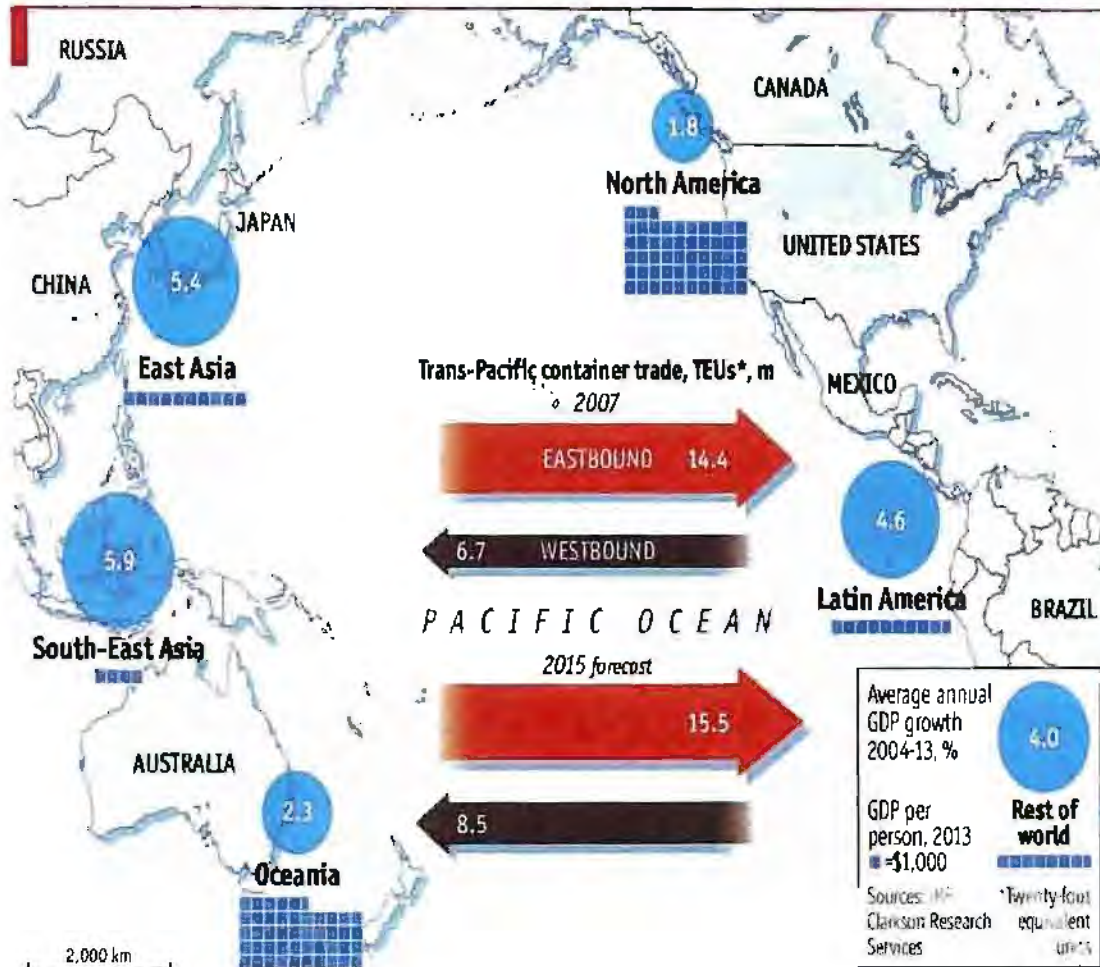 RUSSIA
CANADA
1.8
North America
JAPAN
UNITED STATES
CHINA
5.4
East Asia
Trans-Pacific container trade, TEUs*, m
2007
MEXICO
EASTBOUND 14.4
4.6
6.7 WESTBOUND
5.9
Latin America
BRAZIL
PACIFIC OCEAN
South-East Asia
2015 forecast
15.5
AUSTRALIA
2.3
8.5
Oceania
2,000 km
Average annual
GDP growth
2004-13, %
4.0
GDP per
person, 2013
=$1,000
Rest of
world
Sources: IMF
Clarkson Research
Services
*Twenty-foot
equivalent
units